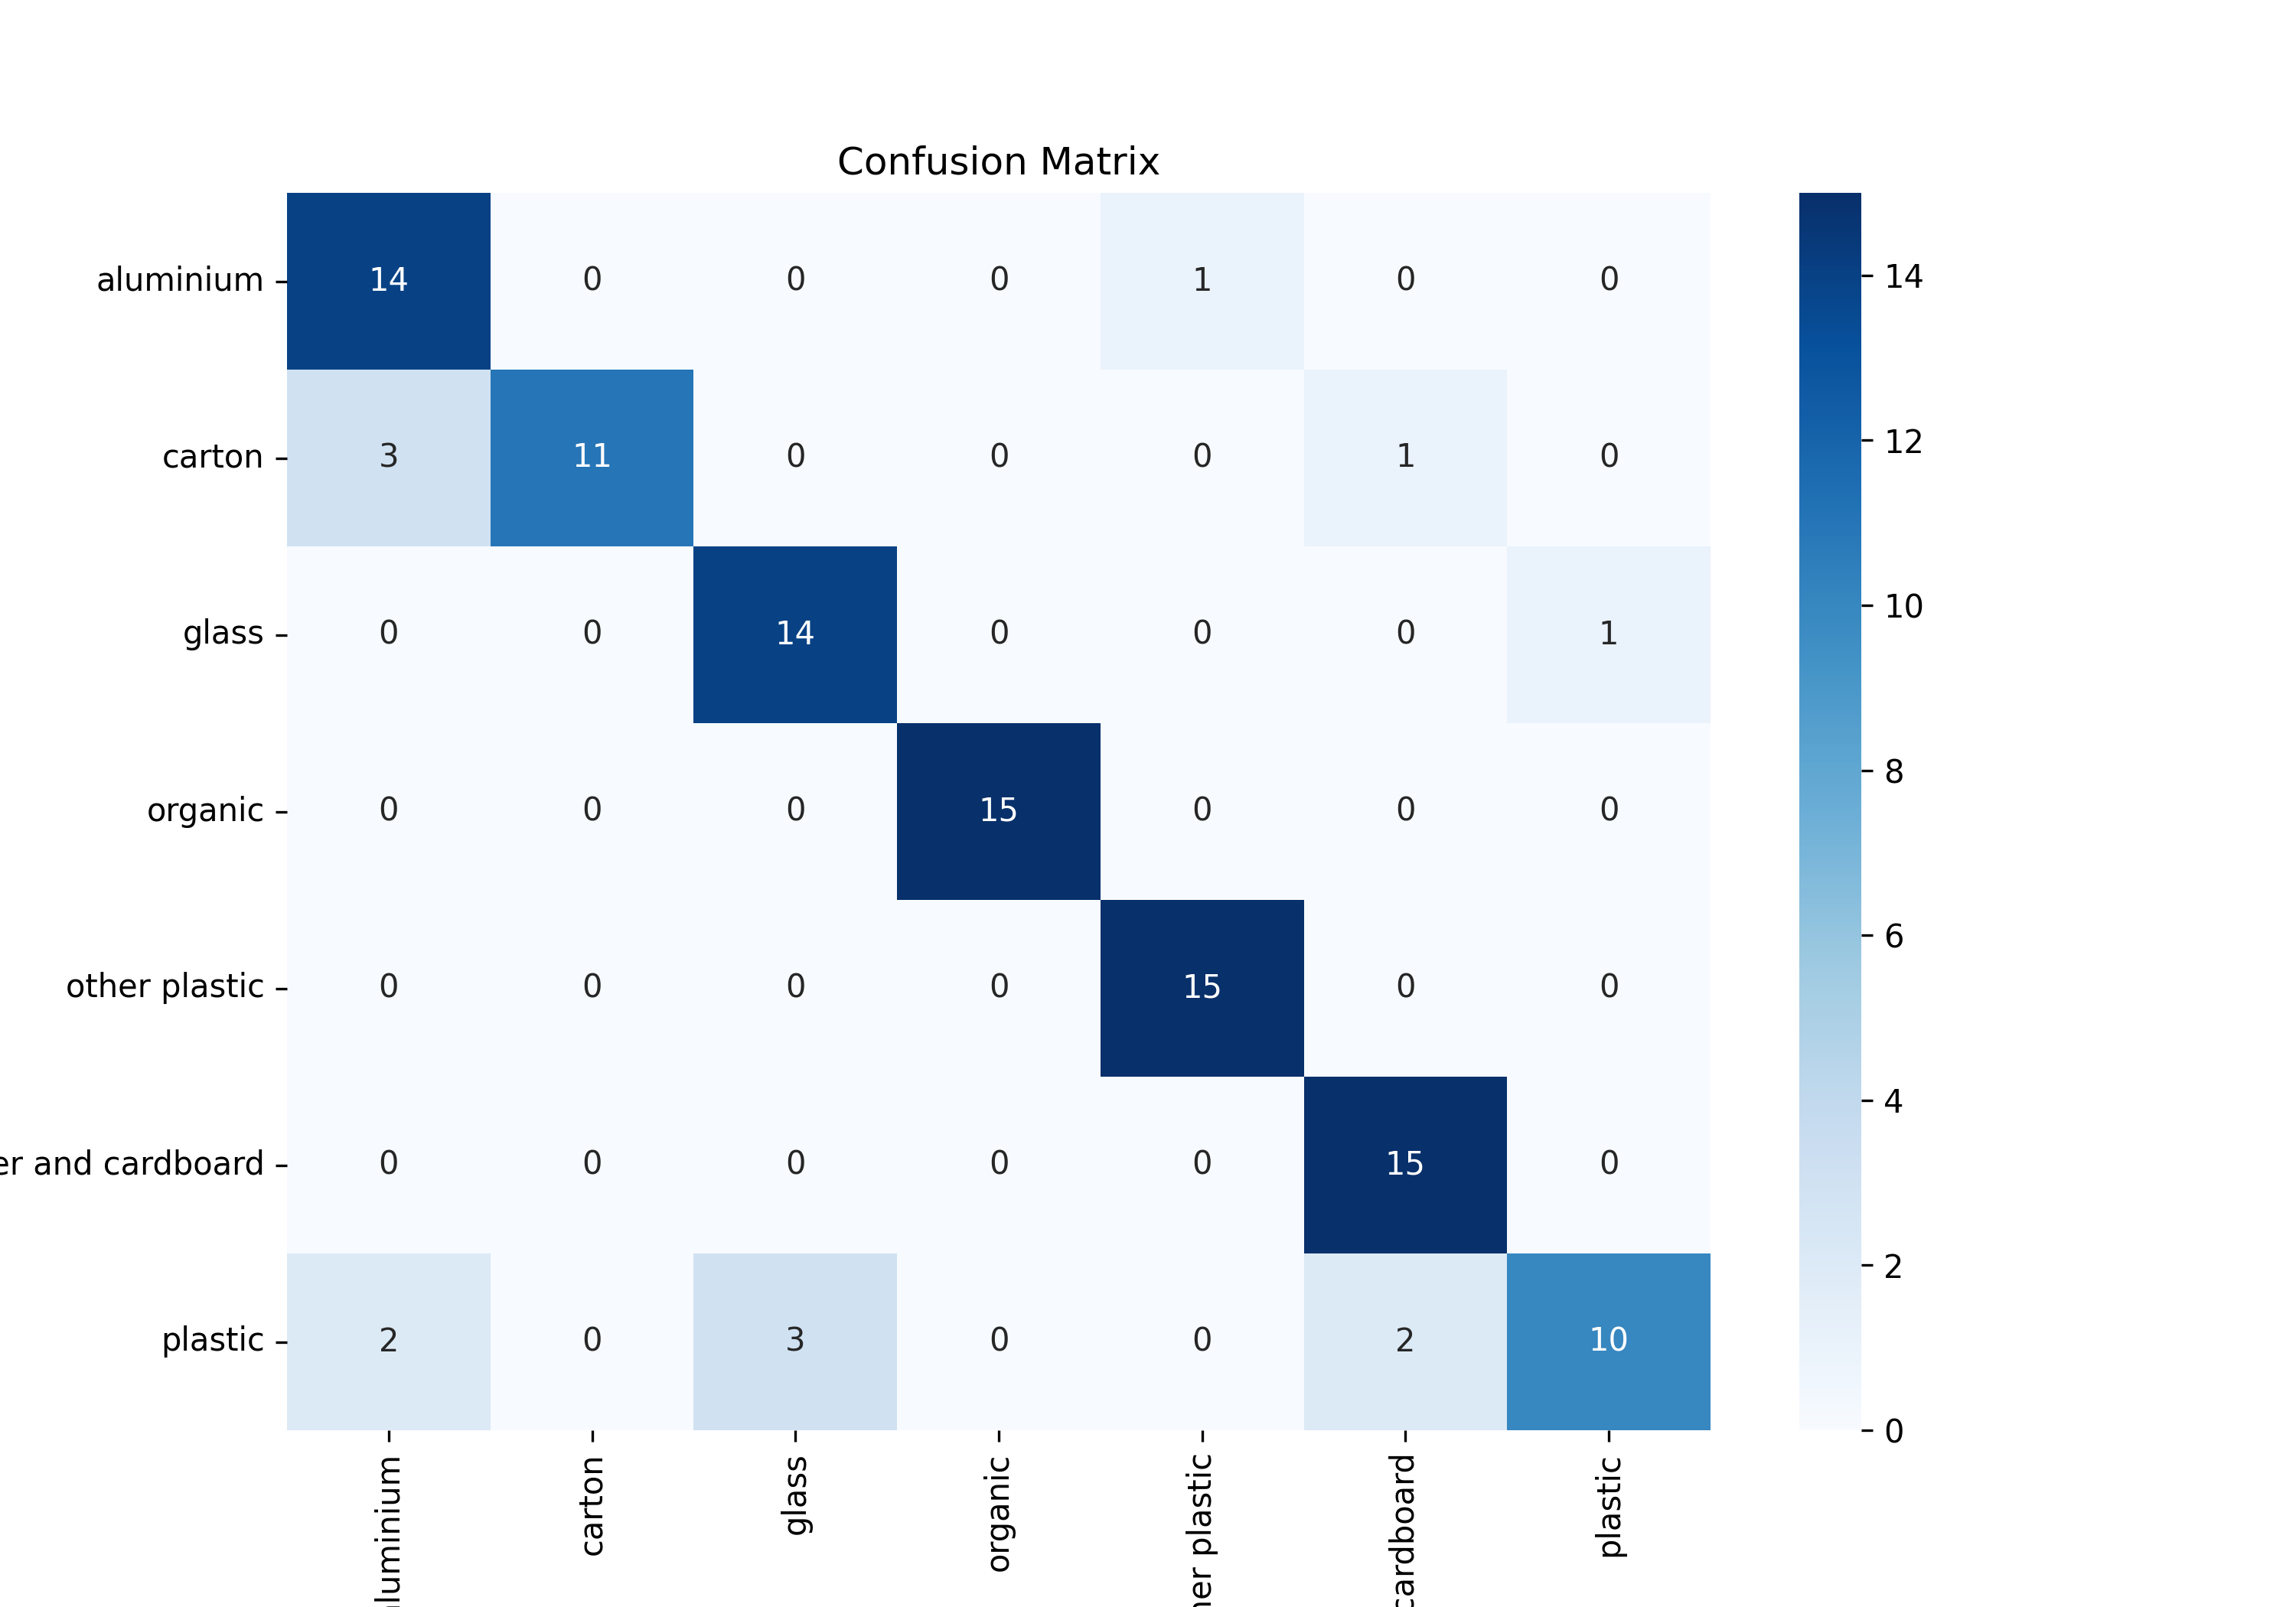 Confusion Matrix
aluminium 14 0 0 0 1 0 0
carton 3 11 0 0 0 1 0
glass 0 0 14 0 0 0 1
organic 0 0 0 15 0 0 0
other plastic 0 0 0 0 15 0 0
and cardboard 0 0 0 0 0 15 0
plastic 2 0 3 0 0 2 10
carton glass organic plastic cardboard plastic
14
12
10
8
6
4
2
0